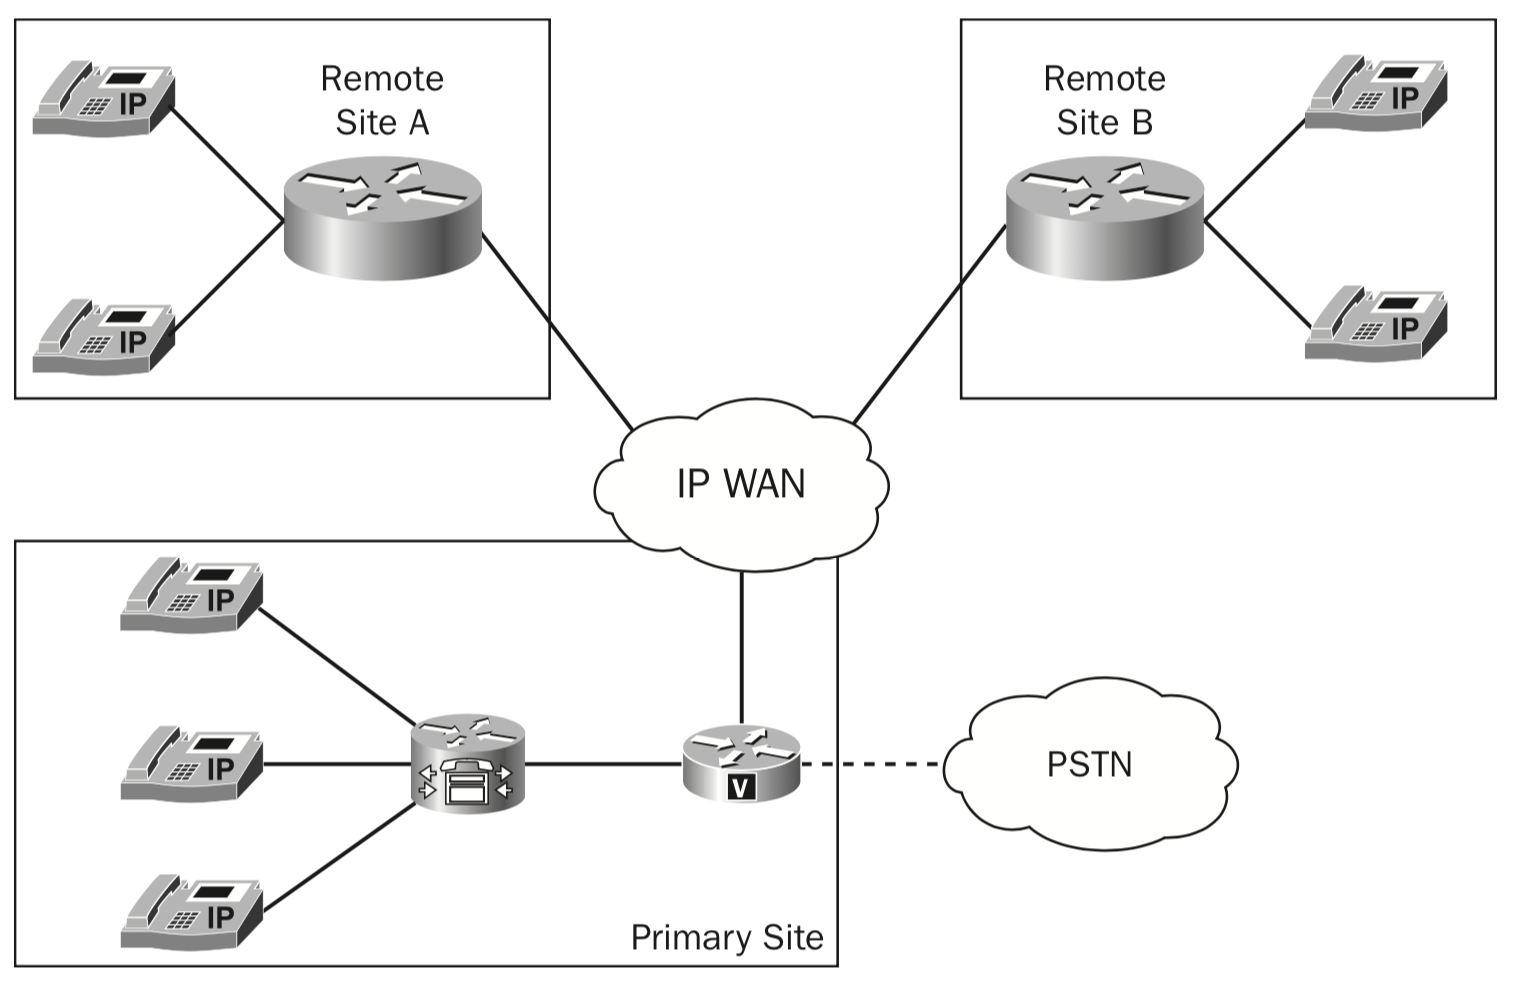 IP
Remote
Site A
IP
Remote
Site B
IP
IP
IP WAN
IP
IP
V
PSTN
IP
Primary Site